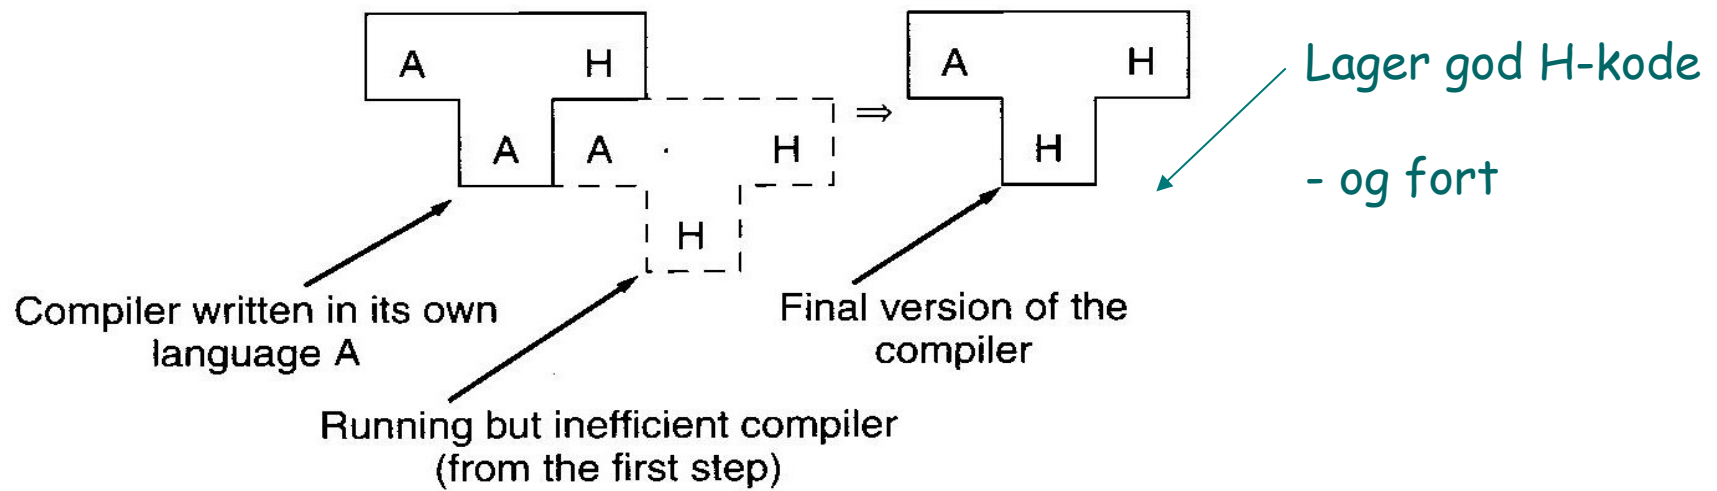 A H A H Lager god H-kode
A A H ⇒ H - og fort
H
Compiler written in its own
language A
Final version of the
compiler
Running but inefficient compiler
(from the first step)